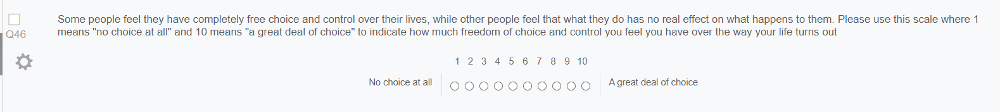 Some people feel they have completely free choice and control over their lives, while other people feel that what they do has no real effect on what happens to them. Please use this scale where 1
Q46
means "no choice at all" and 10 means "a great deal of choice" to indicate how much freedom of choice and control you feel you have over the way your life turns out
1 2 3 4 5 6 7 8 9 10
No choice at all
A great deal of choice